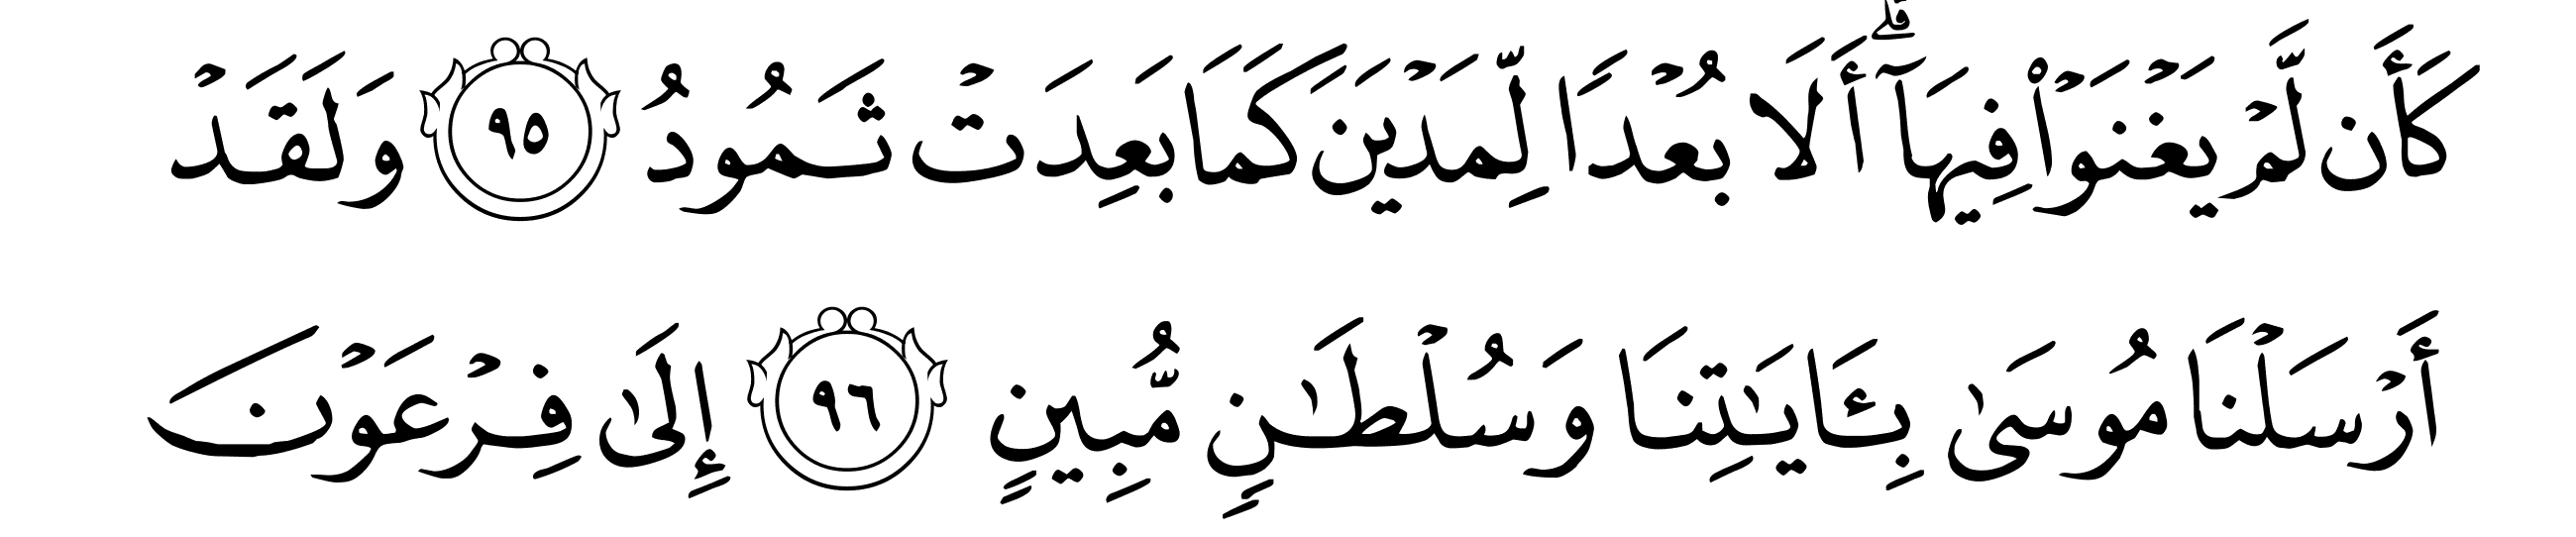 كَأَن لَّمْ يَغْنَوْا۟ فِيهَآ ۗ أَلَا بُعْدًا لِّمَدْيَنَ كَمَا بَعِدَتْ ثَمُودُ ٩٥ وَلَقَدْ
أَرْسَلْنَا مُوسَىٰ بِـَٔايَـٰتِنَا وَسُلْطَـٰنٍ مُّبِينٍ ٩٦ إِلَىٰ فِرْعَوْنَ